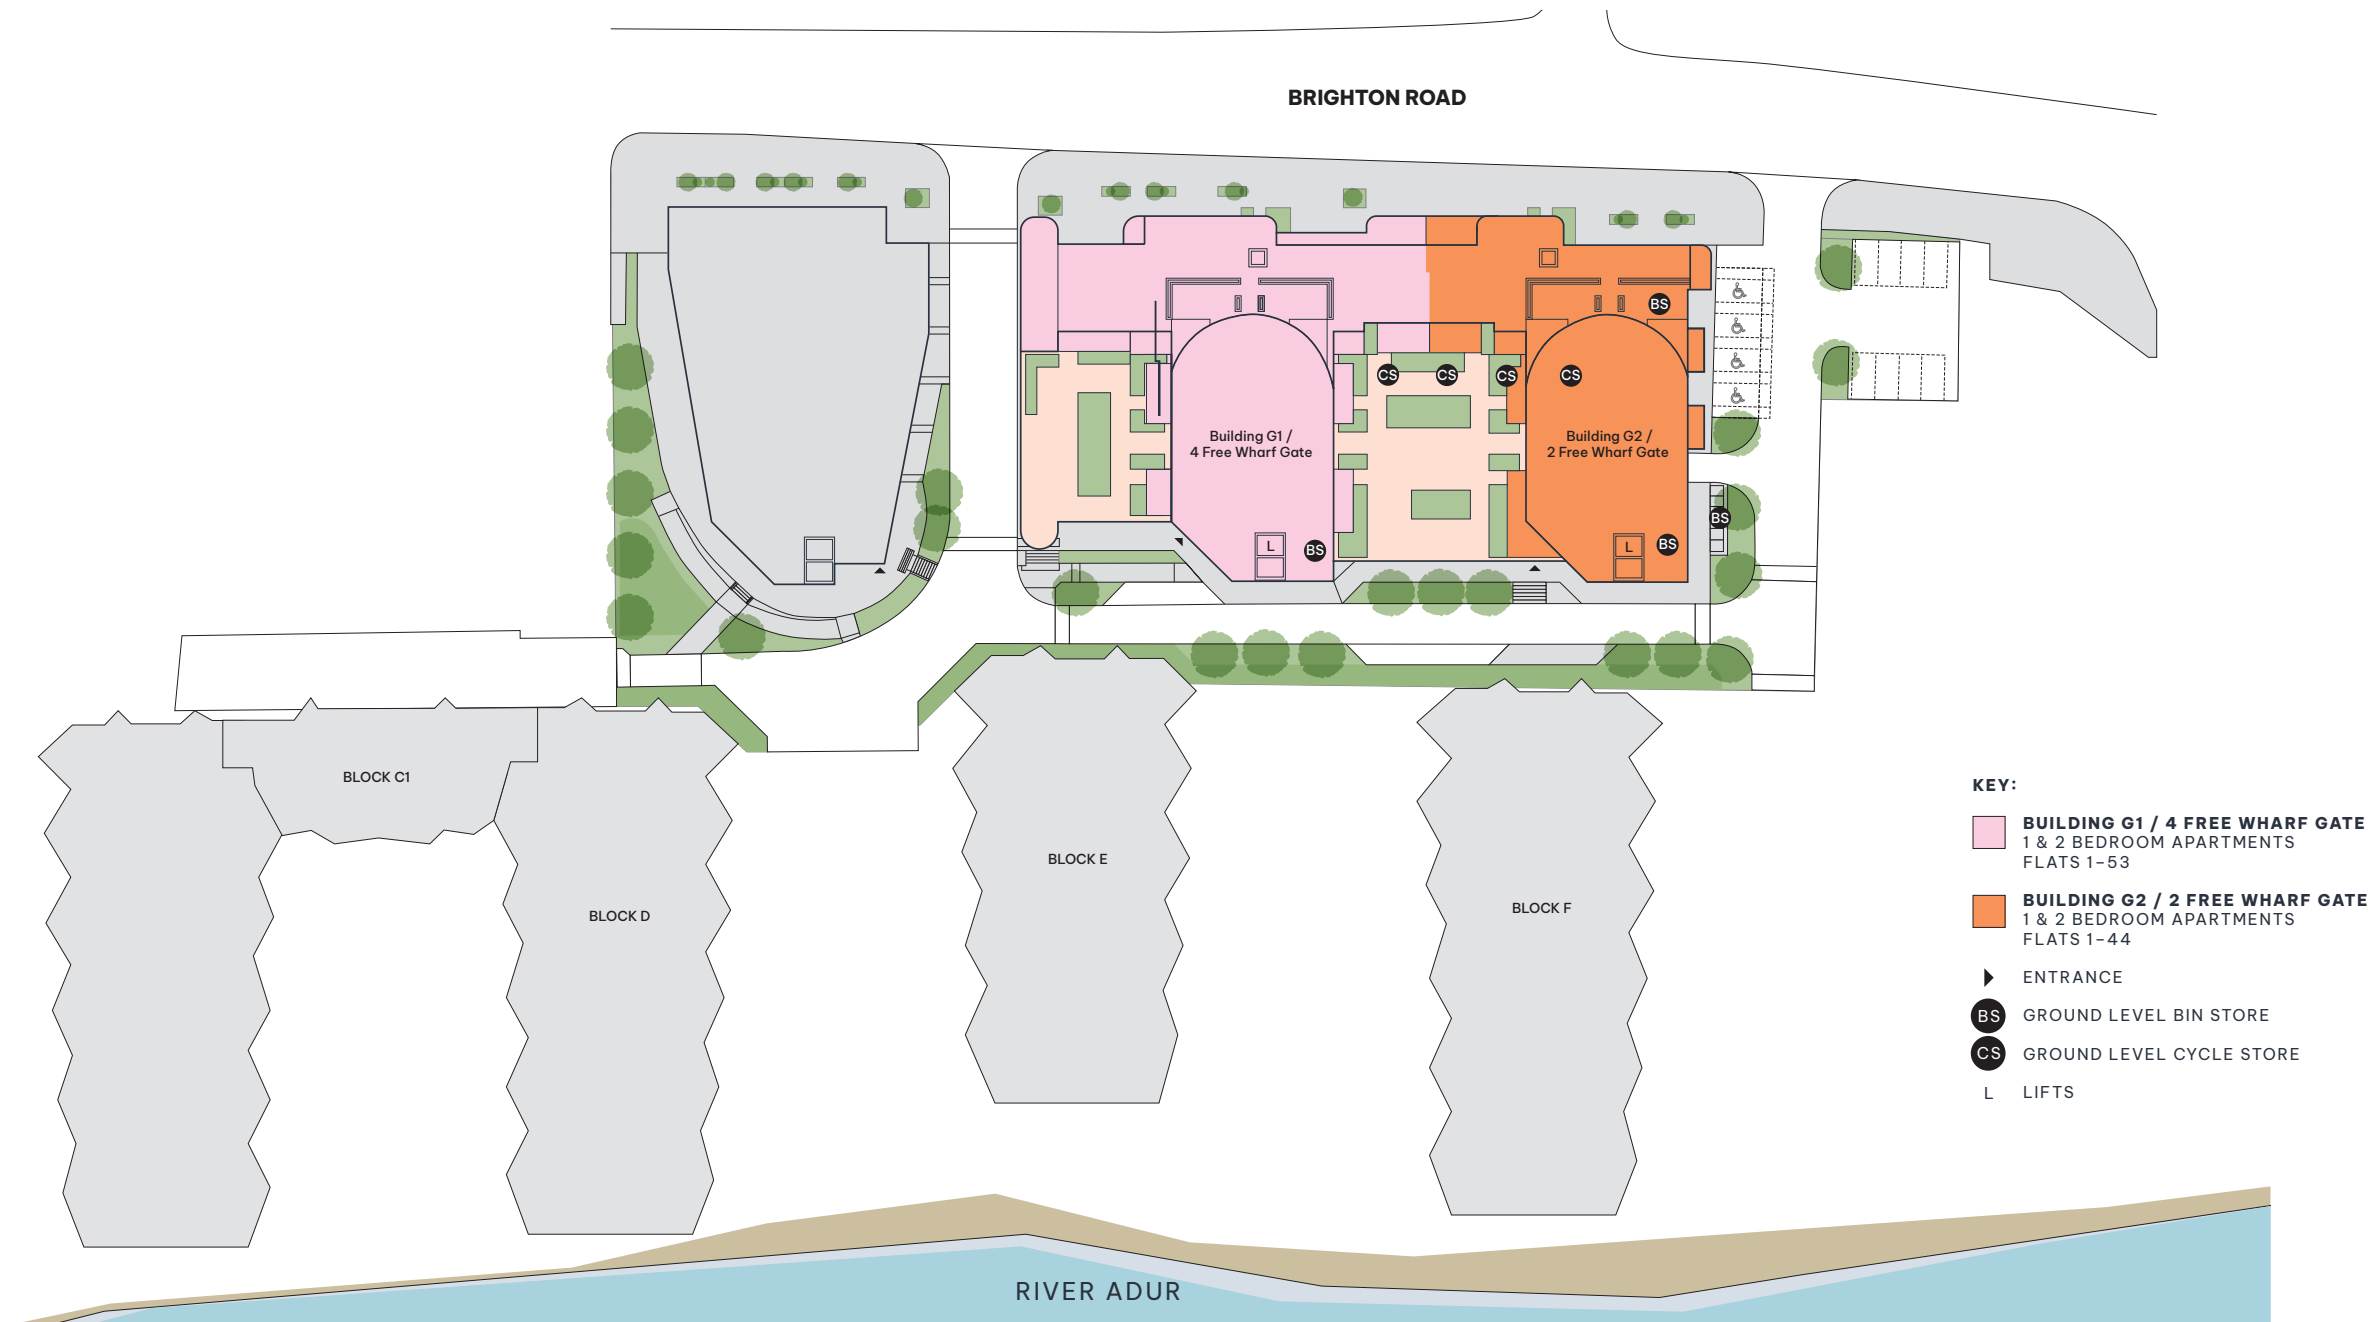 BRIGHTON ROAD
BS
CS
CS
CS
CS
Building G1 /
4 Free Wharf Gate
Building G2 /
2 Free Wharf Gate
BS
L
BS
L
BS
BLOCK C1
BLOCK D
BLOCK E
BLOCK F
KEY:
BUILDING G1 / 4 FREE WHARF GATE
1 & 2 BEDROOM APARTMENTS
FLATS 1–53
BUILDING G2 / 2 FREE WHARF GATE
1 & 2 BEDROOM APARTMENTS
FLATS 1–44
ENTRANCE
BS GROUND LEVEL BIN STORE
CS GROUND LEVEL CYCLE STORE
L LIFTS
RIVER ADUR